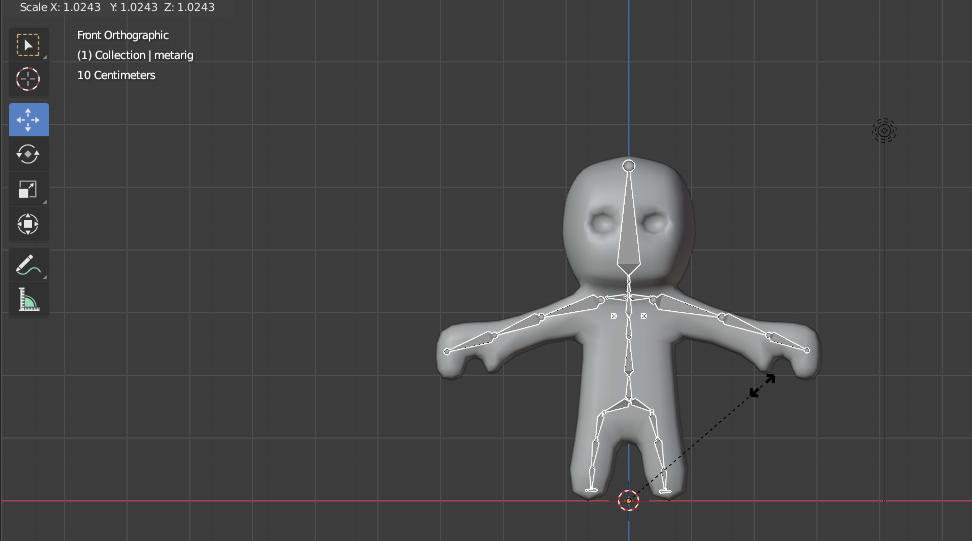 Scale X: 1.0243   Y: 1.0243  Z: 1.0243
Front Orthographic
(1) Collection | metarig
10 Centimeters